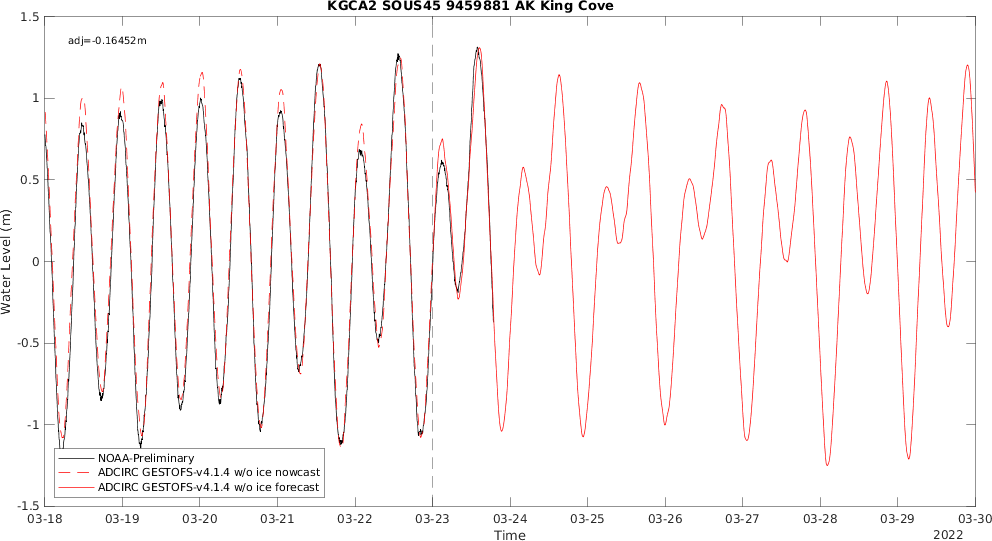 KGCA2 SOUS45 9459881 AK King Cove
adj=-0.16452m
1.5
1
0.5
0
-0.5
-1
-1.5
Water Level (m)
NOAA-Preliminary
ADCIRC GESTOFS-v4.1.4 w/o ice nowcast
ADCIRC GESTOFS-v4.1.4 w/o ice forecast
03-18 03-19 03-20 03-21 03-22 03-23 03-24 03-25 03-26 03-27 03-28 03-29 03-30
Time
2022